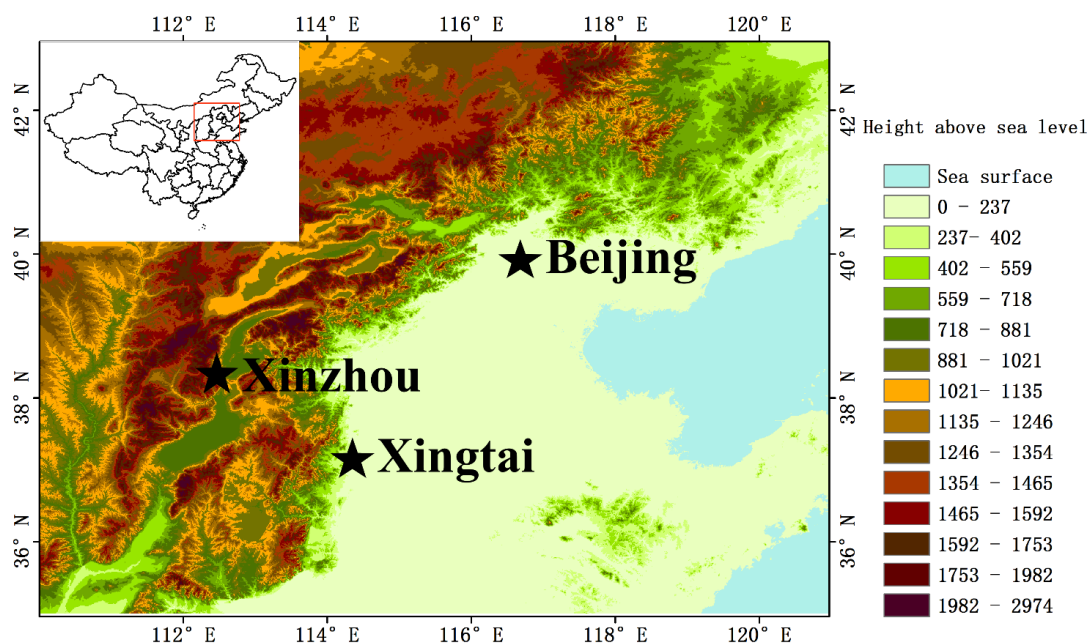 112° E 114° E 116° E 118° E 120° E
42° N
40° N
38° N
36° N
Beijing
Xinzhou
Xingtai
42° N
40° N
38° N
36° N
112° E 114° E 116° E 118° E 120° E
Height above sea level
Sea surface
0 - 237
237- 402
402 - 559
559 - 718
718 - 881
881 - 1021
1021- 1135
1135 - 1246
1246 - 1354
1354 - 1465
1465 - 1592
1592 - 1753
1753 - 1982
1982 - 2974